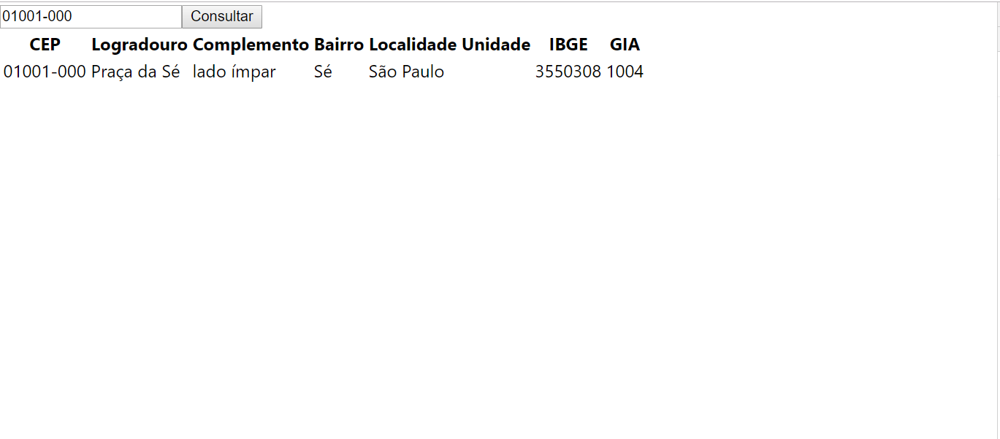 01001-000 Consultar
CEP Logradouro Complemento Bairro Localidade Unidade IBGE GIA
01001-000 Praça da Sé lado ímpar Sé São Paulo 3550308 1004